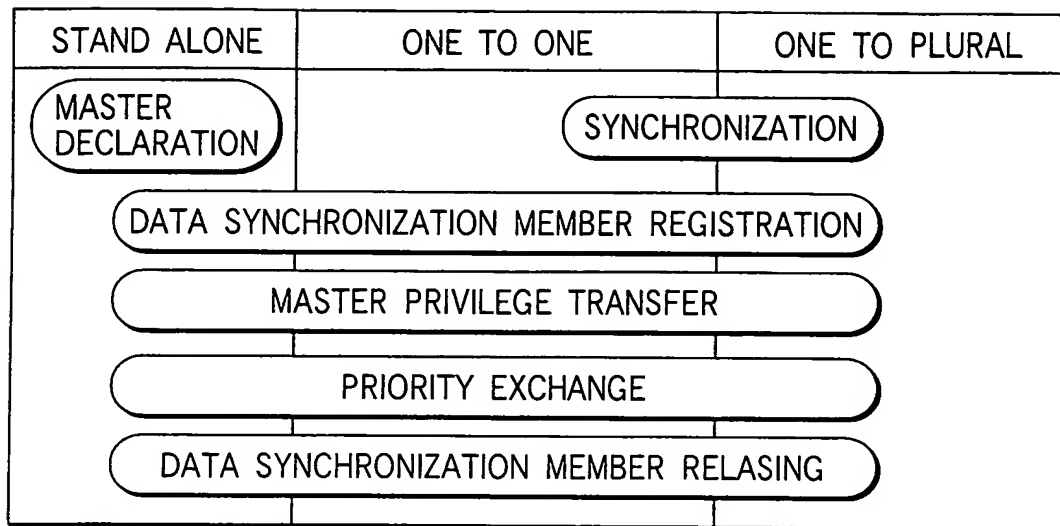 STAND ALONE
ONE TO ONE
ONE TO PLURAL
MASTER
DECLARATION
SYNCHRONIZATION
DATA SYNCHRONIZATION MEMBER REGISTRATION
MASTER PRIVILEGE TRANSFER
PRIORITY EXCHANGE
DATA SYNCHRONIZATION MEMBER RELASING